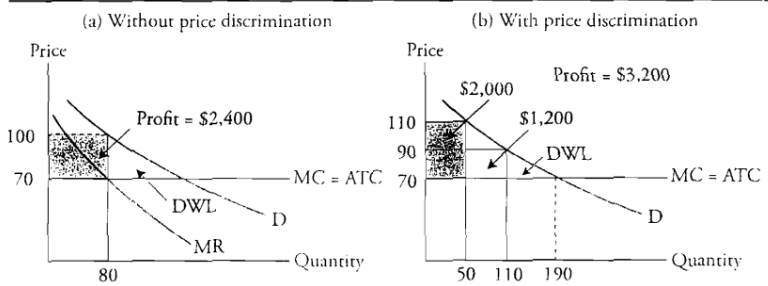 (a) Without price discrimination
Price
Profit = $2,400
100
70
MC = ATC
DWL
D
MR
Quantity
80
(b) With price discrimination
Price
Profit = $3,200
$2,000
$1,200
110
90
DWL
70
MC = ATC
D
Quantity
50 110 190